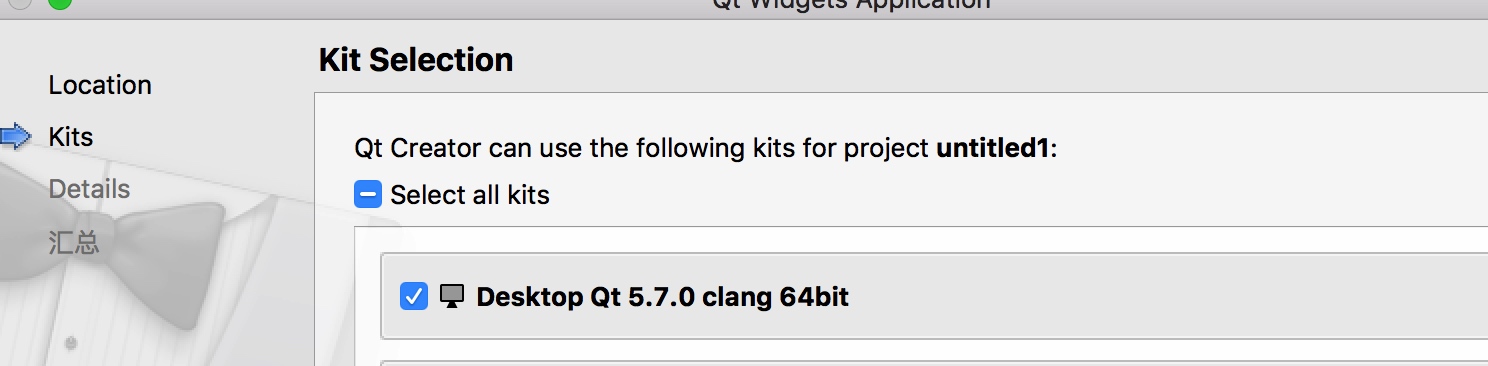 Qt Widgets Application
Kit Selection
Location
Kits
Details
汇总
Qt Creator can use the following kits for project untitled1:
Select all kits
Desktop Qt 5.7.0 clang 64bit